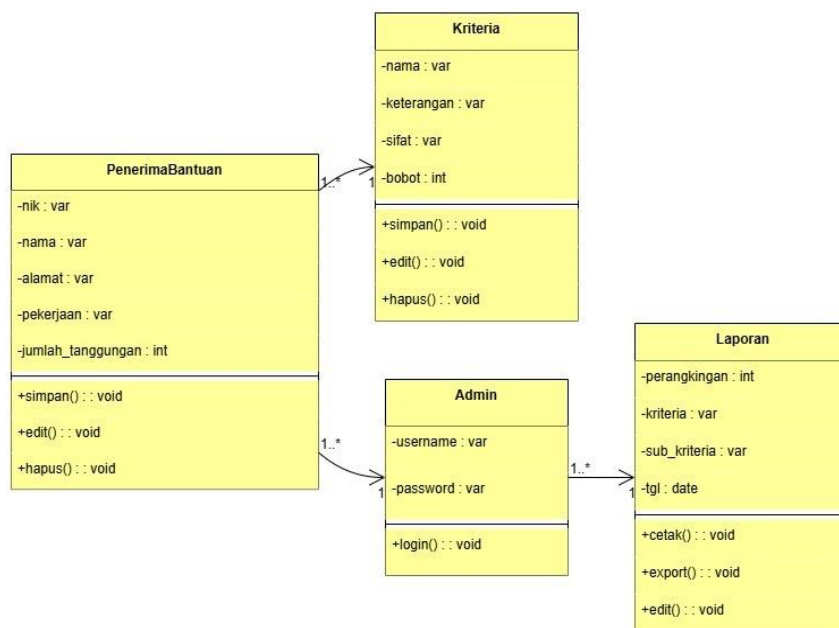 Kriteria
-nama : var
-keterangan : var
-sifat : var
-bobot : int
+simpan() : : void
+edit() : : void
+hapus() : : void
PenerimaBantuan
-nik : var
-nama : var
-alamat : var
-pekerjaan : var
-jumlah_tanggungan : int
+simpan() : : void
+edit() : : void
+hapus() : : void
1..*
1
1..*
1
Admin
-username : var
-password : var
+login() : : void
1..*
1
Laporan
-perangkingan : int
-kriteria : var
-sub_kriteria : var
-tgl : date
+cetak() : : void
+export() : : void
+edit() : : void